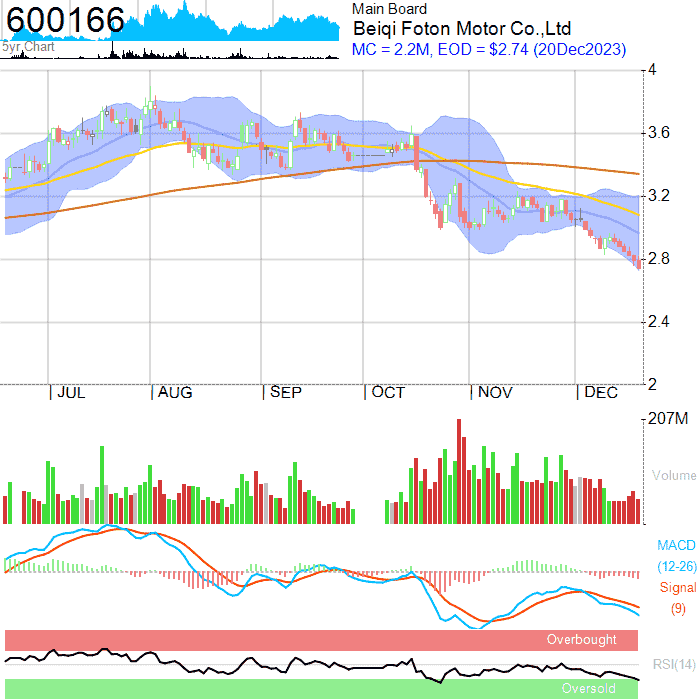 600166
5yr Chart
Main Board
Beiqi Foton Motor Co.,Ltd
MC = 2.2M, EOD = $2.74 (20Dec2023)
4
3.6
3.2
2.8
2.4
2
JUL AUG SEP OCT NOV DEC
207M
Volume
MACD
(12-26)
Signal
(9)
Overbought
RSI(14)
Oversold